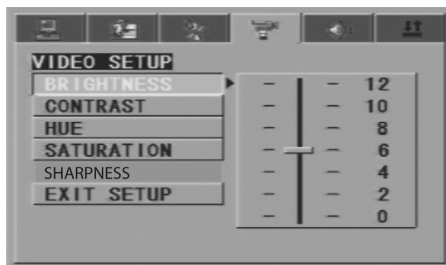 VIDEO SETUP
BRIGHTNESS
CONTRAST
HUE
SATURATION
SHARPNESS
EXIT SETUP
12
10
8
6
4
2
0